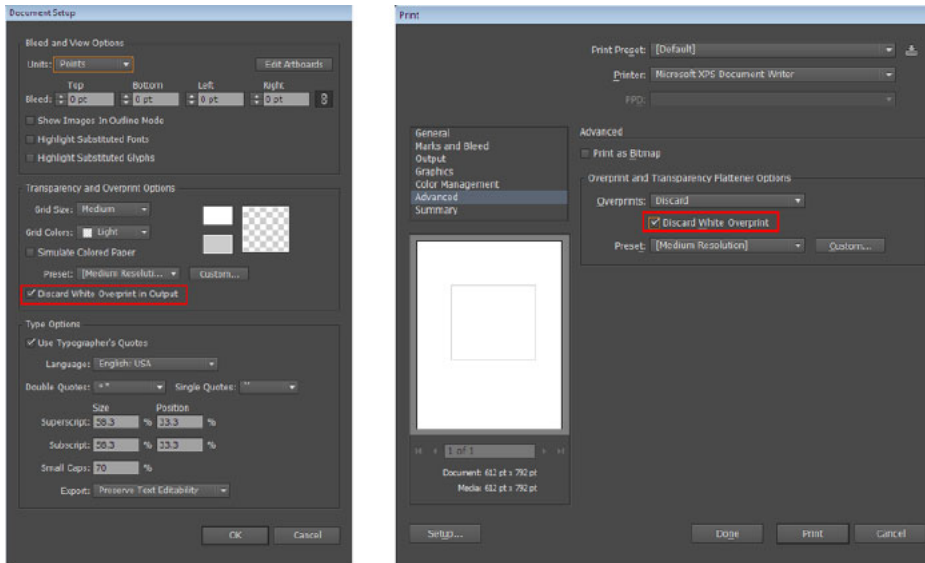 Document Setup
Bleed and View Options
Units: Points
Edit Artboards
Top Bottom Left Right
Bleed: 0 pt 0 pt 0 pt 0 pt
Show Images In Outline Mode
Highlight Substituted Fonts
Highlight Substituted Glyphs
Transparency and Overprint Options
Grid Size: Medium
Grid Colors: Light
Simulate Colored Paper
Preset: [Medium Resoluti... Custom...
Discard White Overprint in Output
Type Options
Use Typographer's Quotes
Language: English: USA
Double Quotes: Single Quotes:
Size Position
Superscript: 58.3 % 33.3 %
Subscript: 58.3 % 33.3 %
Small Caps: 70 %
Export: Preserve Text Editability
OK Cancel
Print
Print Preset: [Default]
Printer: Microsoft XPS Document Writer
PPD:
General
Marks and Bleed
Output
Graphics
Color Management
Advanced
Summary
Advanced
Print as Bitmap
Overprint and Transparency Flattener Options
Overprints: Discard
Discard White Overprint
Preset: [Medium Resolution] Custom...
1 of 1
Document: 612 pt x 792 pt
Media: 612 pt x 792 pt
Setup... Done Print Cancel